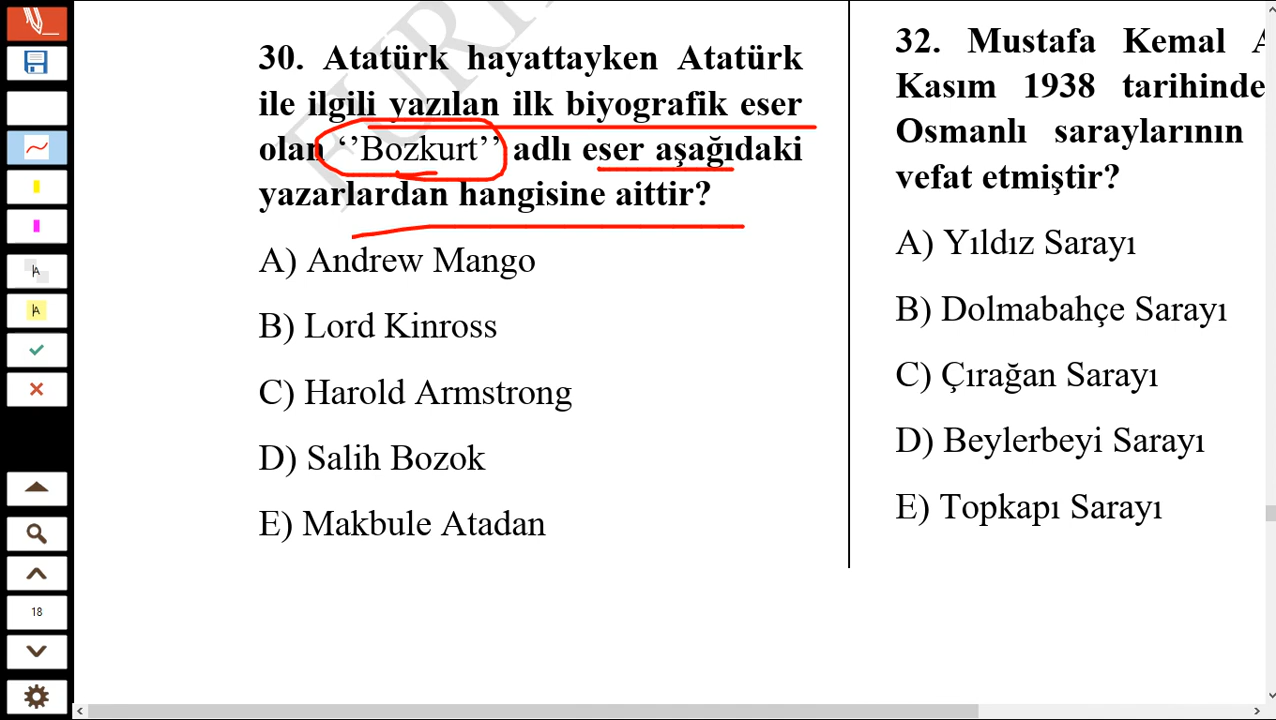 30. Atatürk hayattayken Atatürk
ile ilgili yazılan ilk biyografik eser
olan ‘’Bozkurt’’ adlı eser aşağıdaki
yazarlardan hangisine aittir?
A) Andrew Mango
B) Lord Kinross
C) Harold Armstrong
D) Salih Bozok
E) Makbule Atadan
32. Mustafa Kemal A
Kasım 1938 tarihinde
Osmanlı saraylarının
vefat etmiştir?
A) Yıldız Sarayı
B) Dolmabahçe Sarayı
C) Çırağan Sarayı
D) Beylerbeyi Sarayı
E) Topkapı Sarayı
A
A
18